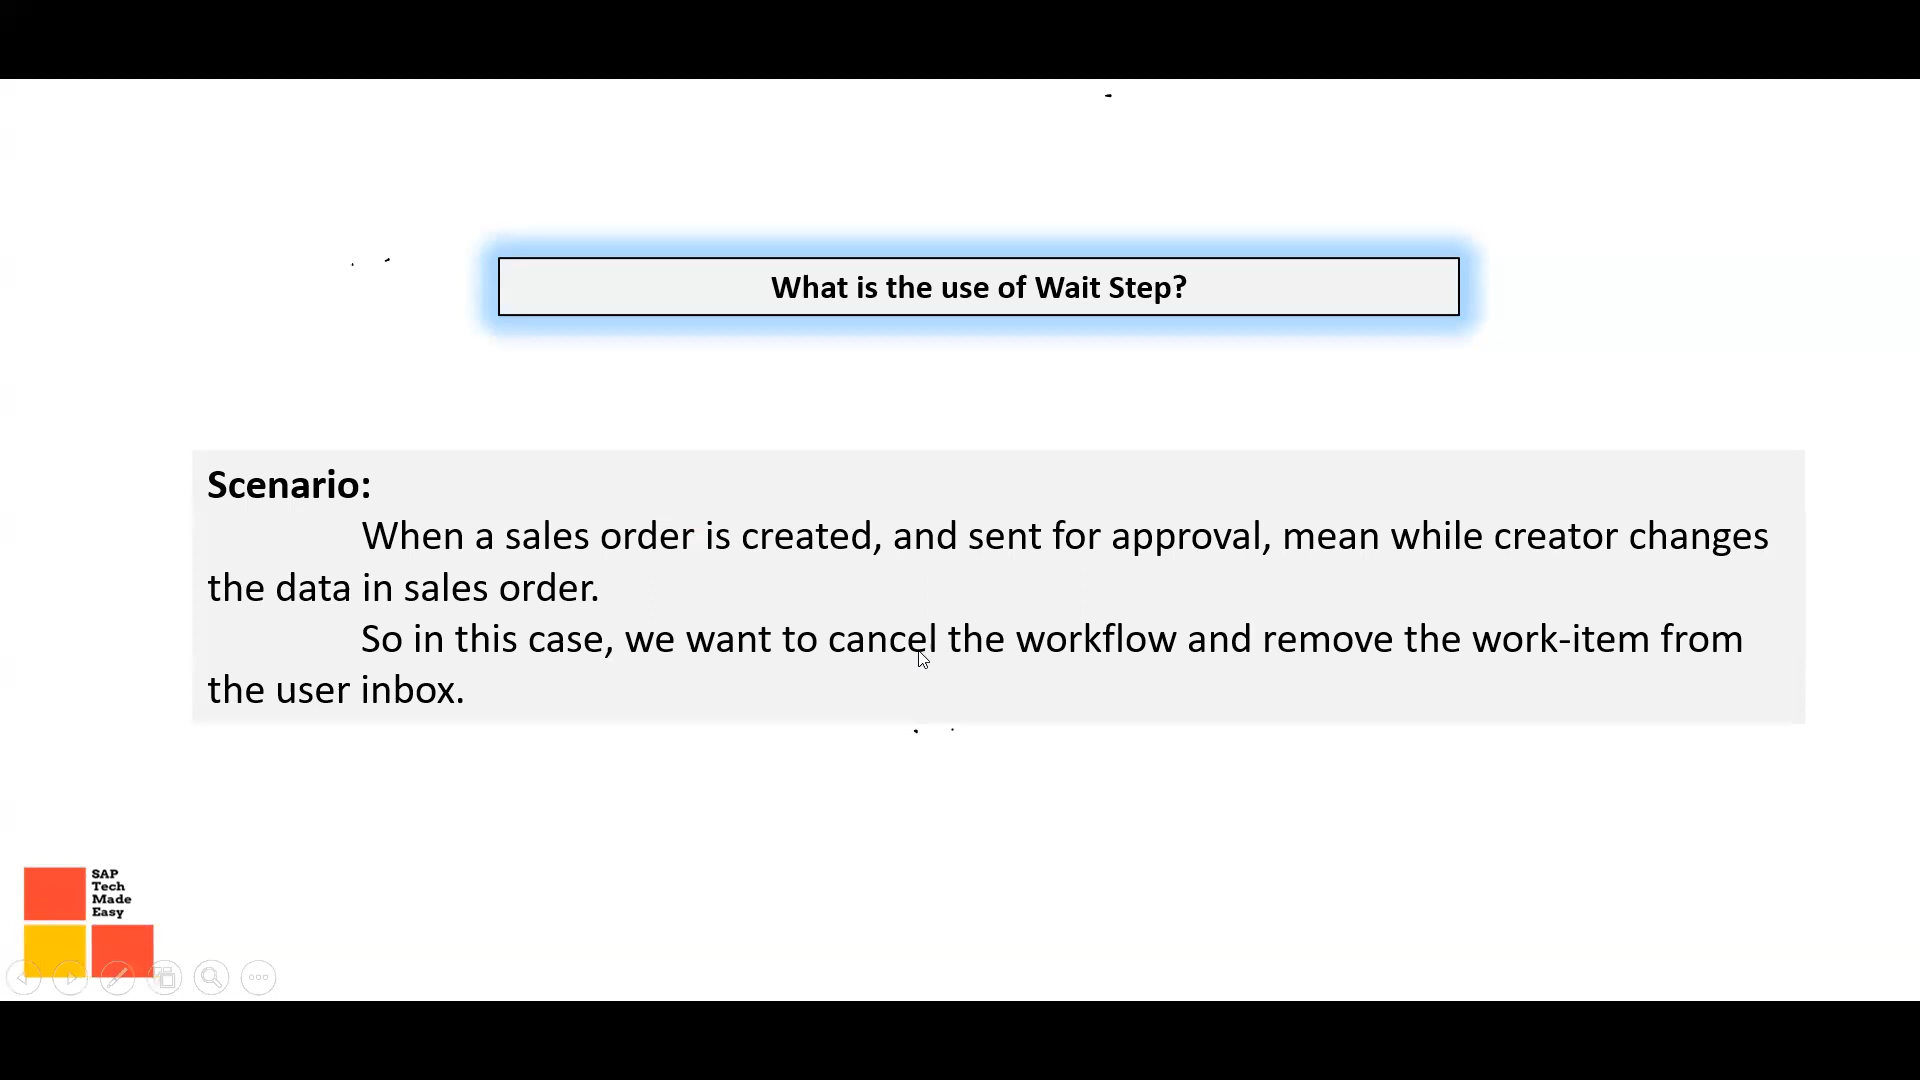 What is the use of Wait Step?
Scenario:
When a sales order is created, and sent for approval, mean while creator changes
the data in sales order.
So in this case, we want to cancel the workflow and remove the work-item from
the user inbox.
SAP
Tech
Made
Easy